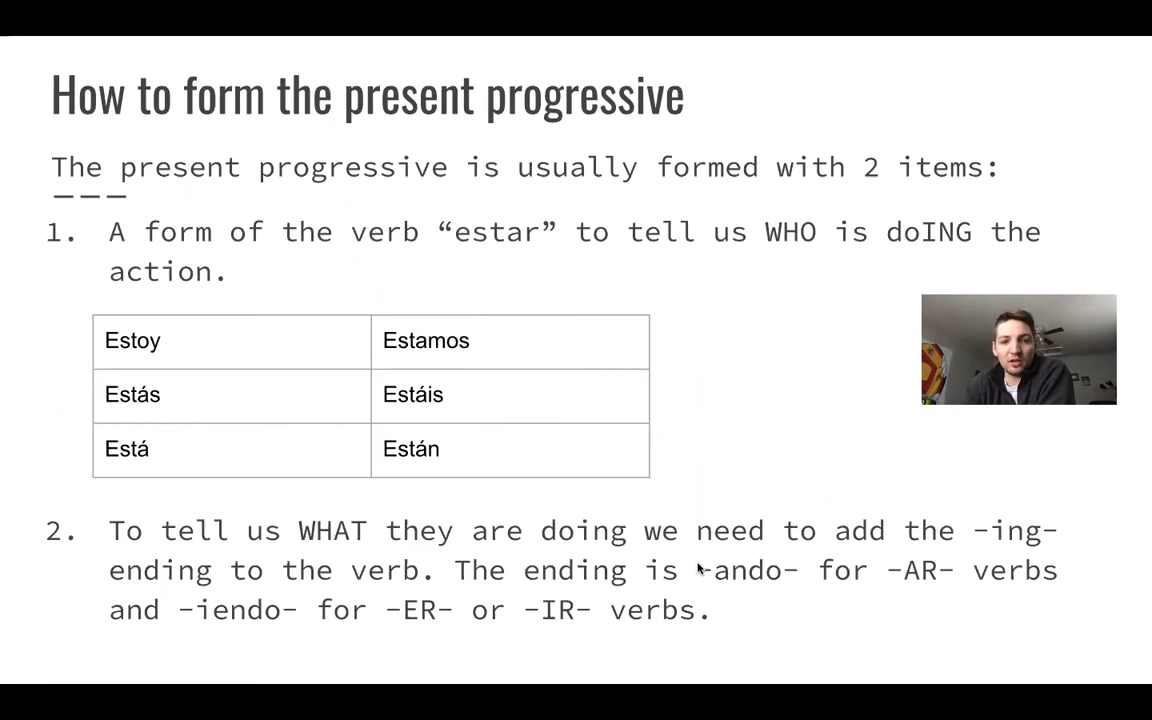 How to form the present progressive
The present progressive is usually formed with 2 items:
1. A form of the verb “estar” to tell us WHO is doING the
action.
Estoy Estamos
Estás Estáis
Está Están
2. To tell us WHAT they are doing we need to add the -ing-
ending to the verb. The ending is -ando- for -AR- verbs
and -iendo- for -ER- or -IR- verbs.